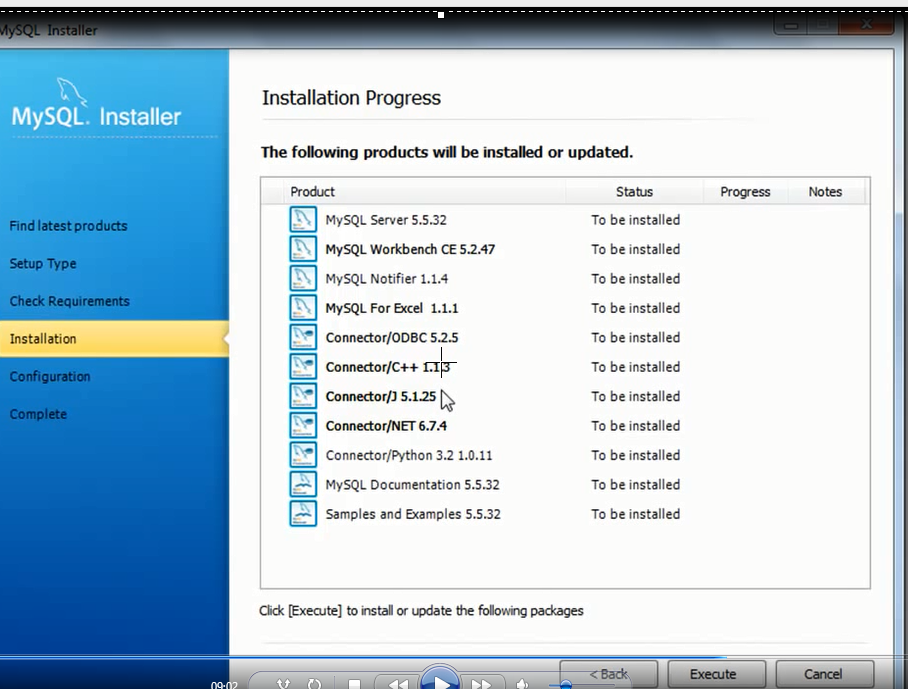 MySQL Installer
MySQL. Installer
Find latest products
Setup Type
Check Requirements
Installation
Configuration
Complete
Installation Progress
The following products will be installed or updated.
Product Status Progress Notes
MySQL Server 5.5.32 To be installed
MySQL Workbench CE 5.2.47 To be installed
MySQL Notifier 1.1.4 To be installed
MySQL For Excel 1.1.1 To be installed
Connector/ODBC 5.2.5 To be installed
Connector/C++ 1.1.3 To be installed
Connector/J 5.1.25 To be installed
Connector/NET 6.7.4 To be installed
Connector/Python 3.2 1.0.11 To be installed
MySQL Documentation 5.5.32 To be installed
Samples and Examples 5.5.32 To be installed
Click [Execute] to install or update the following packages
< Back Execute Cancel
09:02